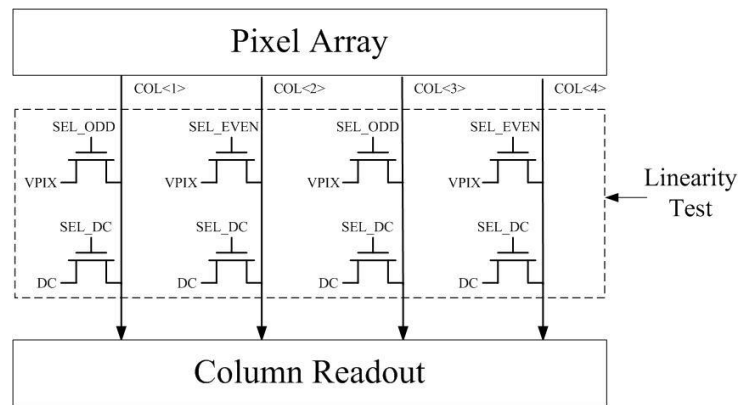 Pixel Array
COL<1> COL<2> COL<3> COL<4>
SEL_ODD SEL_EVEN SEL_ODD SEL_EVEN
VPIX VPIX VPIX VPIX
Linearity
Test
SEL_DC SEL_DC SEL_DC SEL_DC
DC DC DC DC
Column Readout